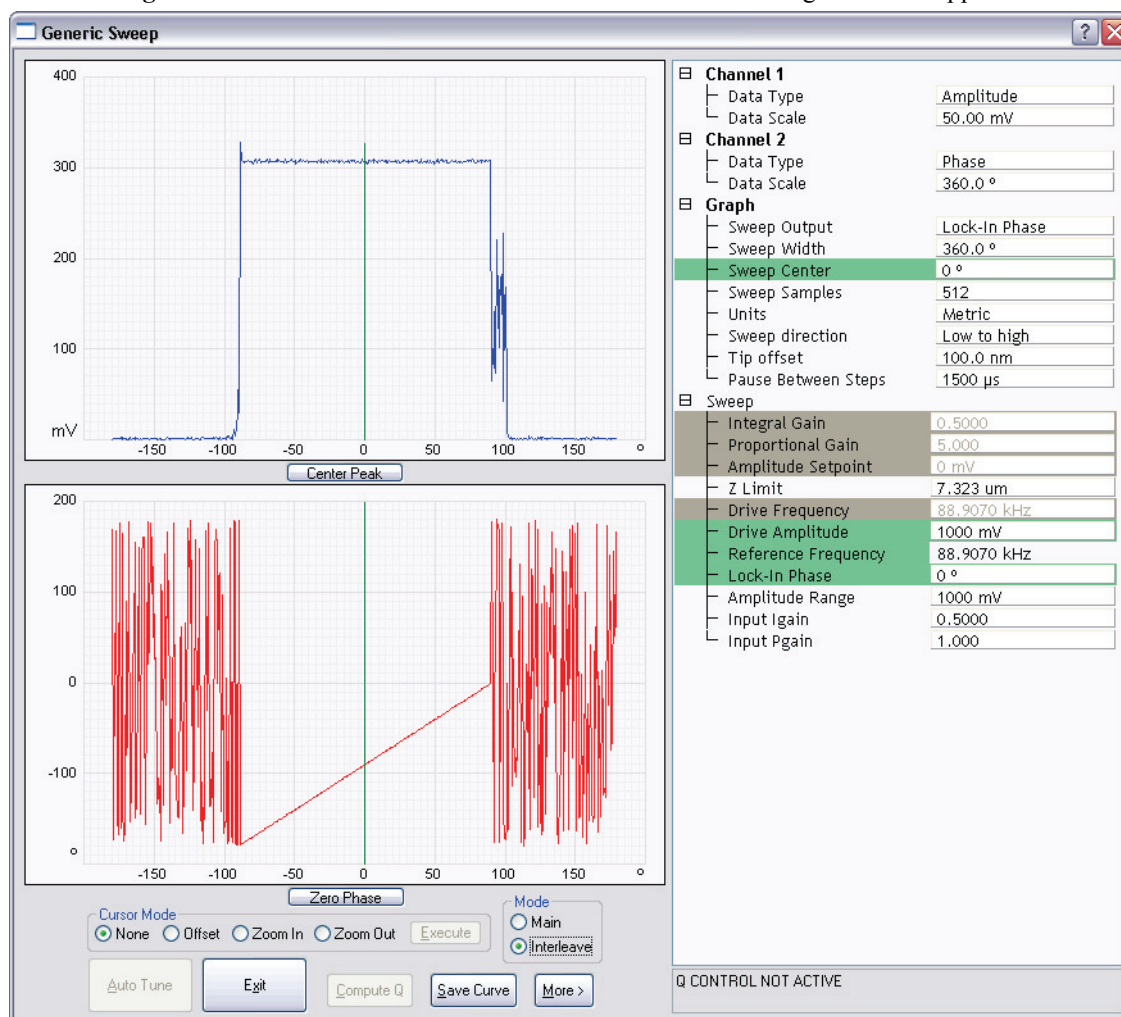 Generic Sweep
400
300
200
100
mV
-150 -100 -50 0 50 100 150 º
Center Peak
200
100
0
-100
º
-150 -100 -50 0 50 100 150 º
Zero Phase
Cursor Mode
None Offset Zoom In Zoom Out Execute
Mode
Main
Interleave
Auto Tune Exit Compute Q Save Curve More >
Channel 1
Data Type Amplitude
Data Scale 50.00 mV
Channel 2
Data Type Phase
Data Scale 360.0 º
Graph
Sweep Output Lock-In Phase
Sweep Width 360.0 º
Sweep Center 0 º
Sweep Samples 512
Units Metric
Sweep direction Low to high
Tip offset 100.0 nm
Pause Between Steps 1500 µs
Sweep
Integral Gain 0.5000
Proportional Gain 5.000
Amplitude Setpoint 0 mV
Z Limit 7.323 um
Drive Frequency 88.9070 kHz
Drive Amplitude 1000 mV
Reference Frequency 88.9070 kHz
Lock-In Phase 0 º
Amplitude Range 1000 mV
Input Igain 0.5000
Input Pgain 1.000
Q CONTROL NOT ACTIVE